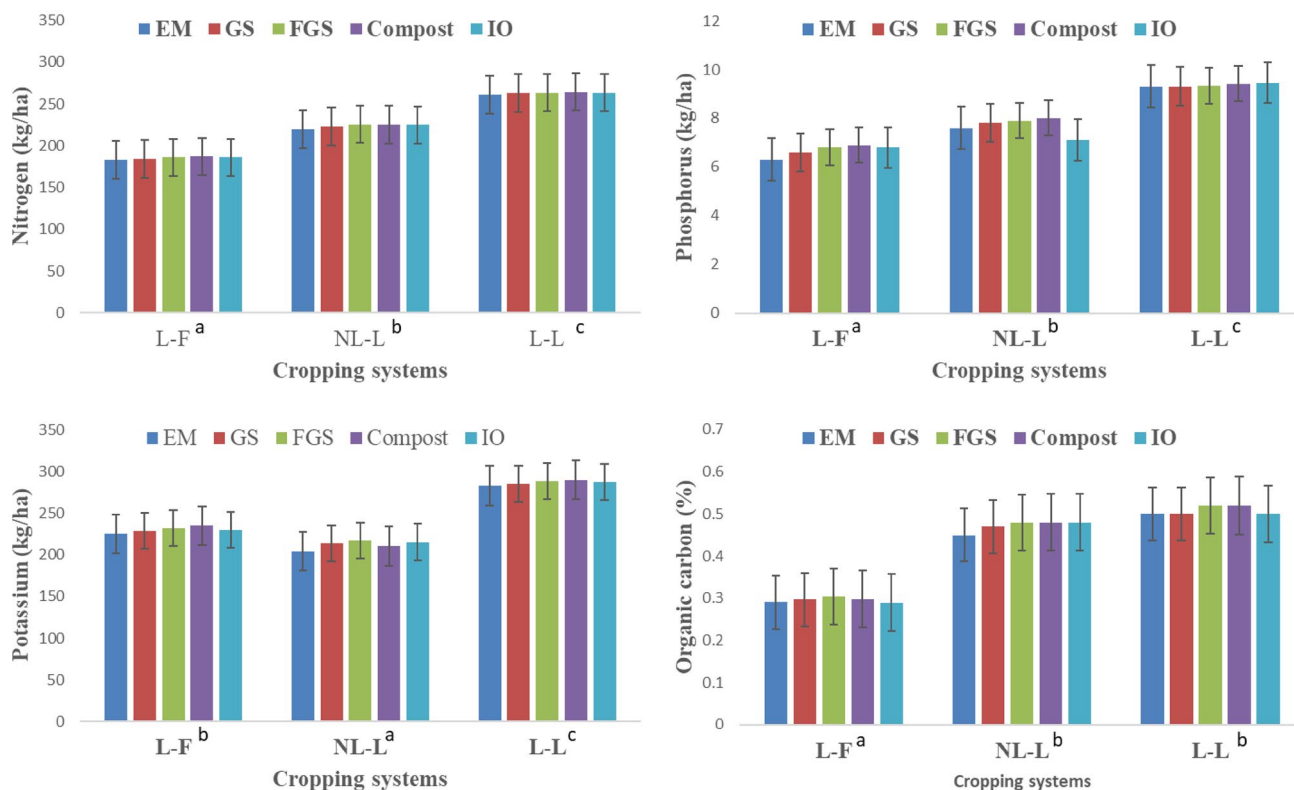 350
300
250
200
150
100
50
0
Nitrogen (kg/ha)
EM GS FGS Compost IO
L-F a NL-L b L-L c
Cropping systems
12
10
8
6
4
2
0
Phosphorus (kg/ha)
EM GS FGS Compost IO
L-F a NL-L b L-L c
Cropping systems
350
300
250
200
150
100
50
0
Potassium (kg/ha)
EM GS FGS Compost IO
L-F b NL-L a L-L c
Cropping systems
0.7
0.6
0.5
0.4
0.3
0.2
0.1
0
Organic carbon (%)
EM GS FGS Compost IO
L-F a NL-L b L-L b
Cropping systems